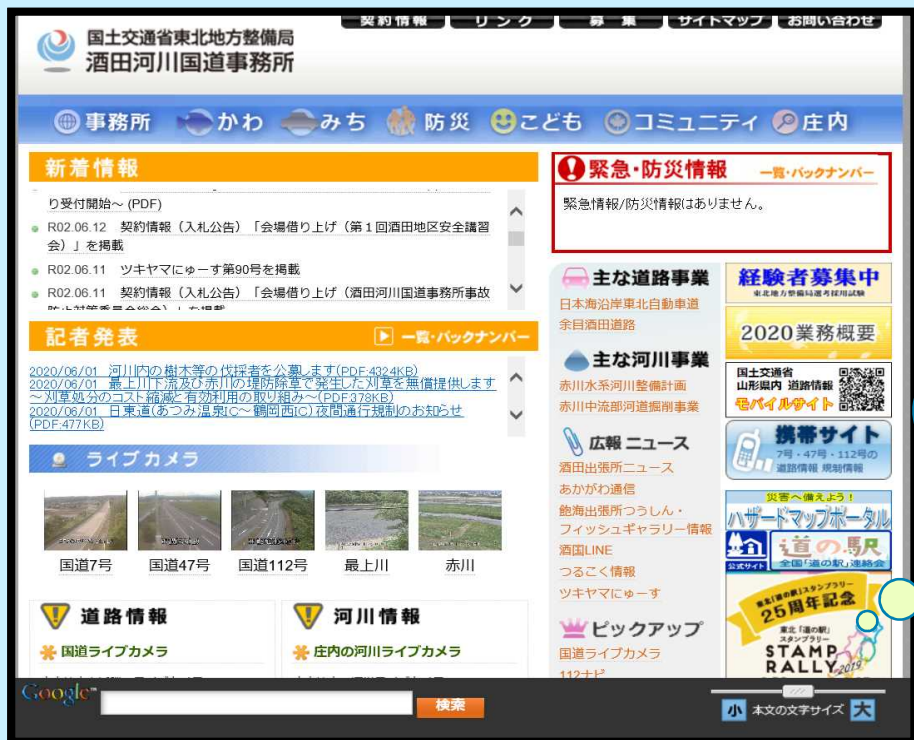 契約情報
リンク
募 集
サイトマップ
お問い合わせ
国土交通省東北地方整備局
酒田河川国道事務所
事務所
かわ
みち
防災
こども
コミュニティ
庄内
新着情報
り受付開始～ (PDF)
R02.06.12 契約情報（入札公告）「会場借り上げ（第１回酒田地区安全講習
会）」を掲載
R02.06.11 ツキヤマにゅーす第90号を掲載
R02.06.11 契約情報（入札公告）「会場借り上げ（酒田河川国道事務所事故
防止対策委員会総会）」を掲載
記者発表
一覧・バックナンバー
2020/06/01 河川内の樹木等の伐採者を公募します(PDF:4324KB)
2020/06/01 最上川下流及び赤川の堤防除草で発生した刈草を無償提供します
～刈草処分のコスト縮減と有効利用の取り組み～(PDF:378KB)
2020/06/01 日東道(あつみ温泉IC～鶴岡西IC)夜間通行規制のお知らせ
(PDF:477KB)
ライブカメラ
国道7号
国道47号
国道112号
最上川
赤川
道路情報
国道ライブカメラ
河川情報
庄内の河川ライブカメラ
緊急・防災情報
一覧・バックナンバー
緊急情報/防災情報はありません。
主な道路事業
日本海沿岸東北自動車道
余目酒田道路
主な河川事業
赤川水系河川整備計画
赤川中流部河道掘削事業
広報ニュース
酒田出張所ニュース
あかがわ通信
飽海出張所つうしん・
フィッシュギャラリー情報
酒国LINE
つるこく情報
ツキヤマにゅーす
ピックアップ
国道ライブカメラ
112ナビ
経験者募集中
東北地方整備局選考採用試験
2020業務概要
国土交通省
山形県内 道路情報
モバイルサイト
携帯サイト
7号・47号・112号の
道路情報 規制情報
災害へ備えよう！
ハザードマップポータル
公式サイト
道の駅
全国「道の駅」連絡会
東北「道の駅」スタンプラリー
25周年記念
東北「道の駅」
スタンプラリー
STAMP
RALLY2019
Google™
検索
小 本文の文字サイズ 大